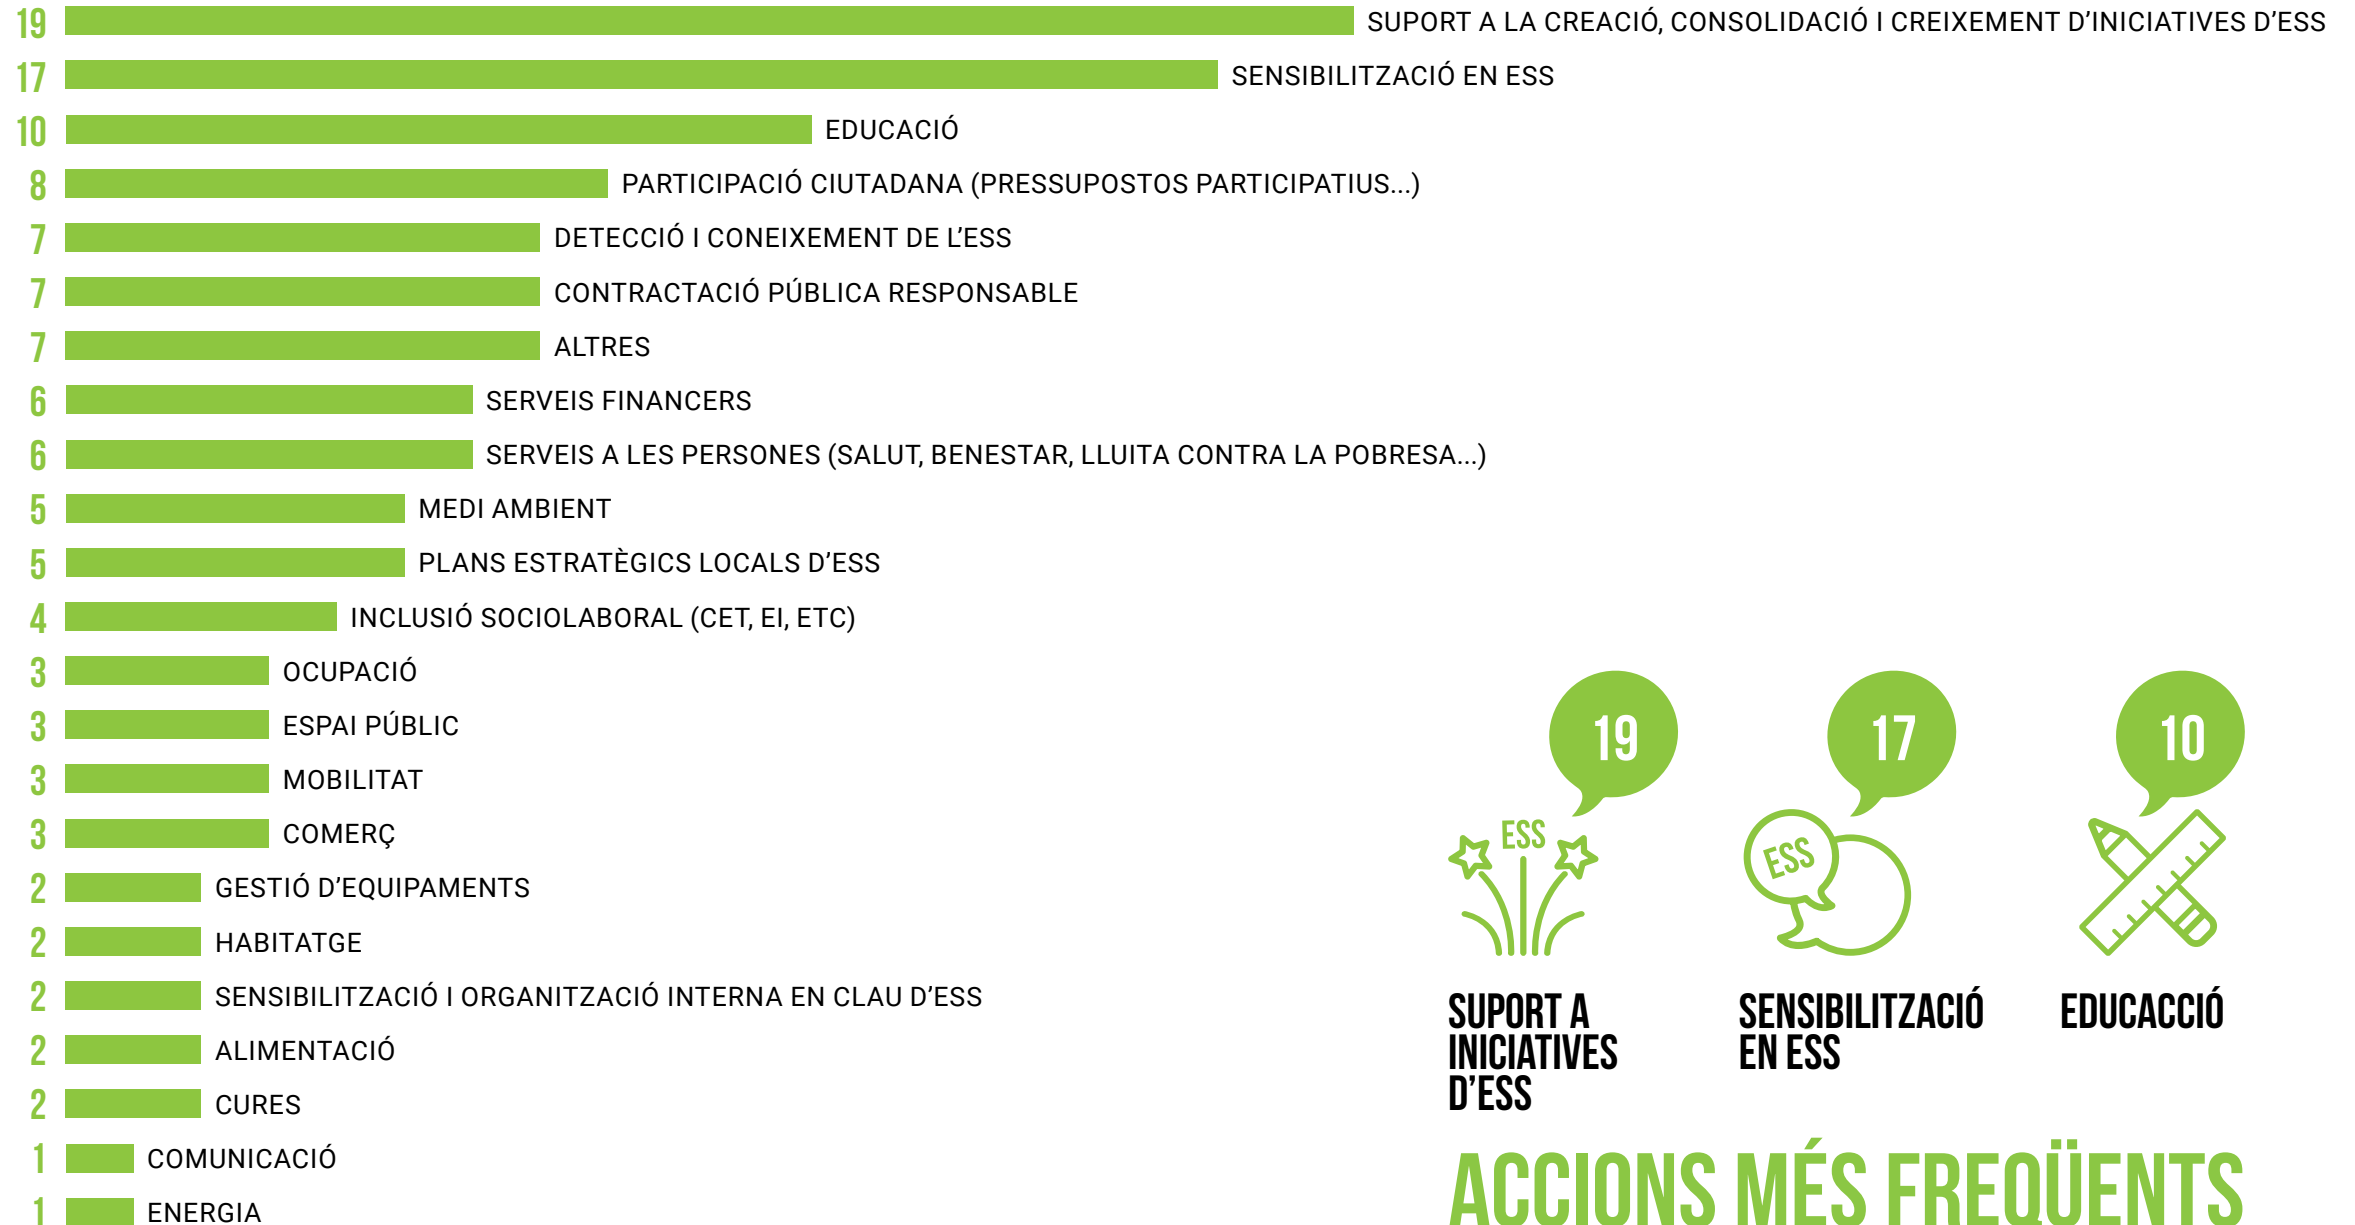 19 SUPORT A LA CREACIÓ, CONSOLIDACIÓ I CREIXEMENT D'INICIATIVES D'ESS
17 SENSIBILITZACIÓ EN ESS
10 EDUCACIÓ
8 PARTICIPACIÓ CIUTADANA (PRESSUPOSTOS PARTICIPATIUS...)
7 DETECCIÓ I CONEIXEMENT DE L'ESS
7 CONTRACTACIÓ PÚBLICA RESPONSABLE
7 ALTRES
6 SERVEIS FINANCERS
6 SERVEIS A LES PERSONES (SALUT, BENESTAR, LLUITA CONTRA LA POBRESA...)
5 MEDI AMBIENT
5 PLANS ESTRATÈGICS LOCALS D'ESS
4 INCLUSIÓ SOCIOLABORAL (CET, EI, ETC)
3 OCUPACIÓ
3 ESPAI PÚBLIC
3 MOBILITAT
3 COMERÇ
2 GESTIÓ D'EQUIPAMENTS
2 HABITATGE
2 SENSIBILITZACIÓ I ORGANITZACIÓ INTERNA EN CLAU D'ESS
2 ALIMENTACIÓ
2 CURES
1 COMUNICACIÓ
1 ENERGIA
19
ESS
SUPORT A
INICIATIVES
D'ESS
17
ESS
SENSIBILITZACIÓ
EN ESS
10
EDUCACCIÓ
ACCIONS MÉS FREQÜENTS